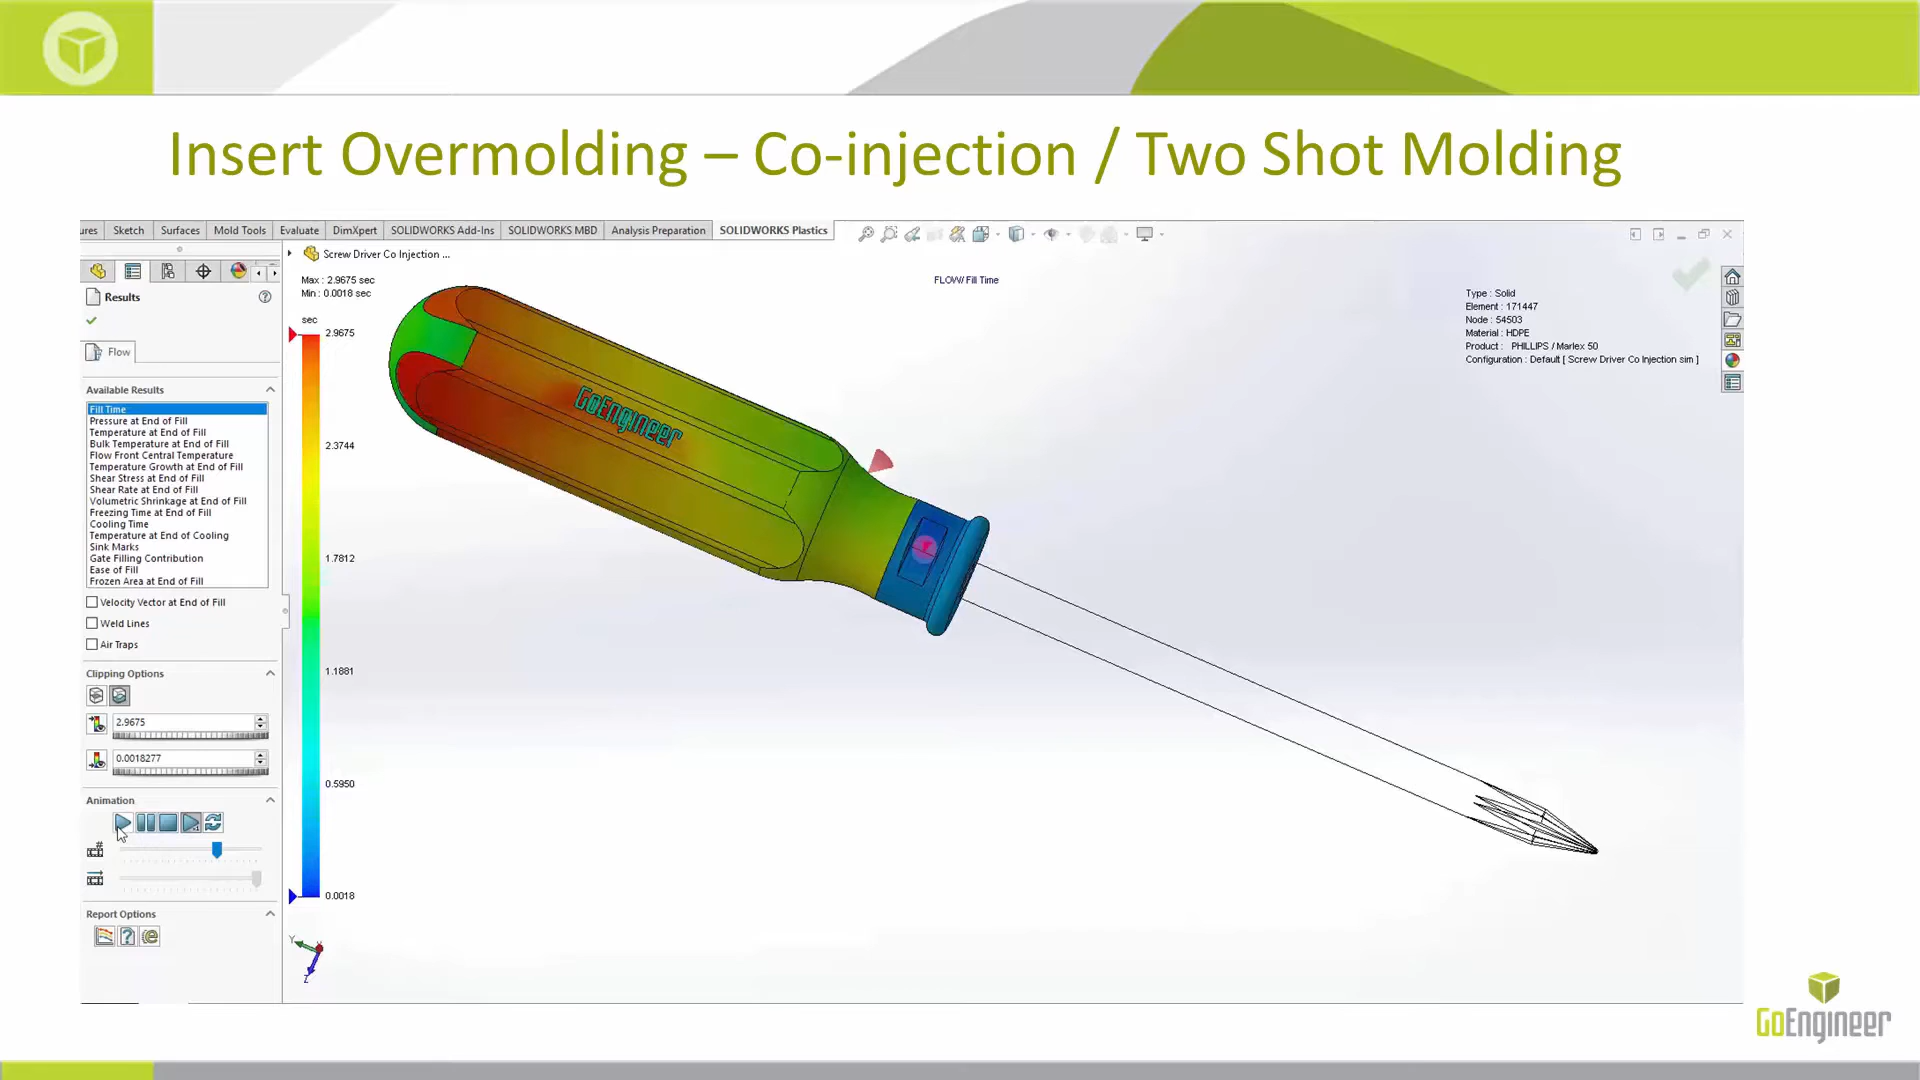 Insert Overmolding – Co-injection / Two Shot Molding
ures Sketch Surfaces Mold Tools Evaluate DimXpert SOLIDWORKS Add-Ins SOLIDWORKS MBD Analysis Preparation SOLIDWORKS Plastics
Screw Driver Co Injection ...
Results
Flow
Available Results
Fill Time
Pressure at End of Fill
Temperature at End of Fill
Bulk Temperature at End of Fill
Flow Front Central Temperature
Temperature Growth at End of Fill
Shear Stress at End of Fill
Shear Rate at End of Fill
Volumetric Shrinkage at End of Fill
Freezing Time at End of Fill
Cooling Time
Temperature at End of Cooling
Sink Marks
Gate Filling Contribution
Ease of Fill
Frozen Area at End of Fill
Velocity Vector at End of Fill
Weld Lines
Air Traps
Clipping Options
2.9675
0.0018277
Animation
Report Options
Max : 2.9675 sec
Min : 0.0018 sec
sec
2.9675
2.3744
1.7812
1.1881
0.5950
0.0018
Y X
Z
FLOW/ Fill Time
GoEngineer
Type : Solid
Element : 171447
Node : 54503
Material : HDPE
Product : PHILLIPS / Marlex 50
Configuration : Default [ Screw Driver Co Injection sim ]
GoEngineer